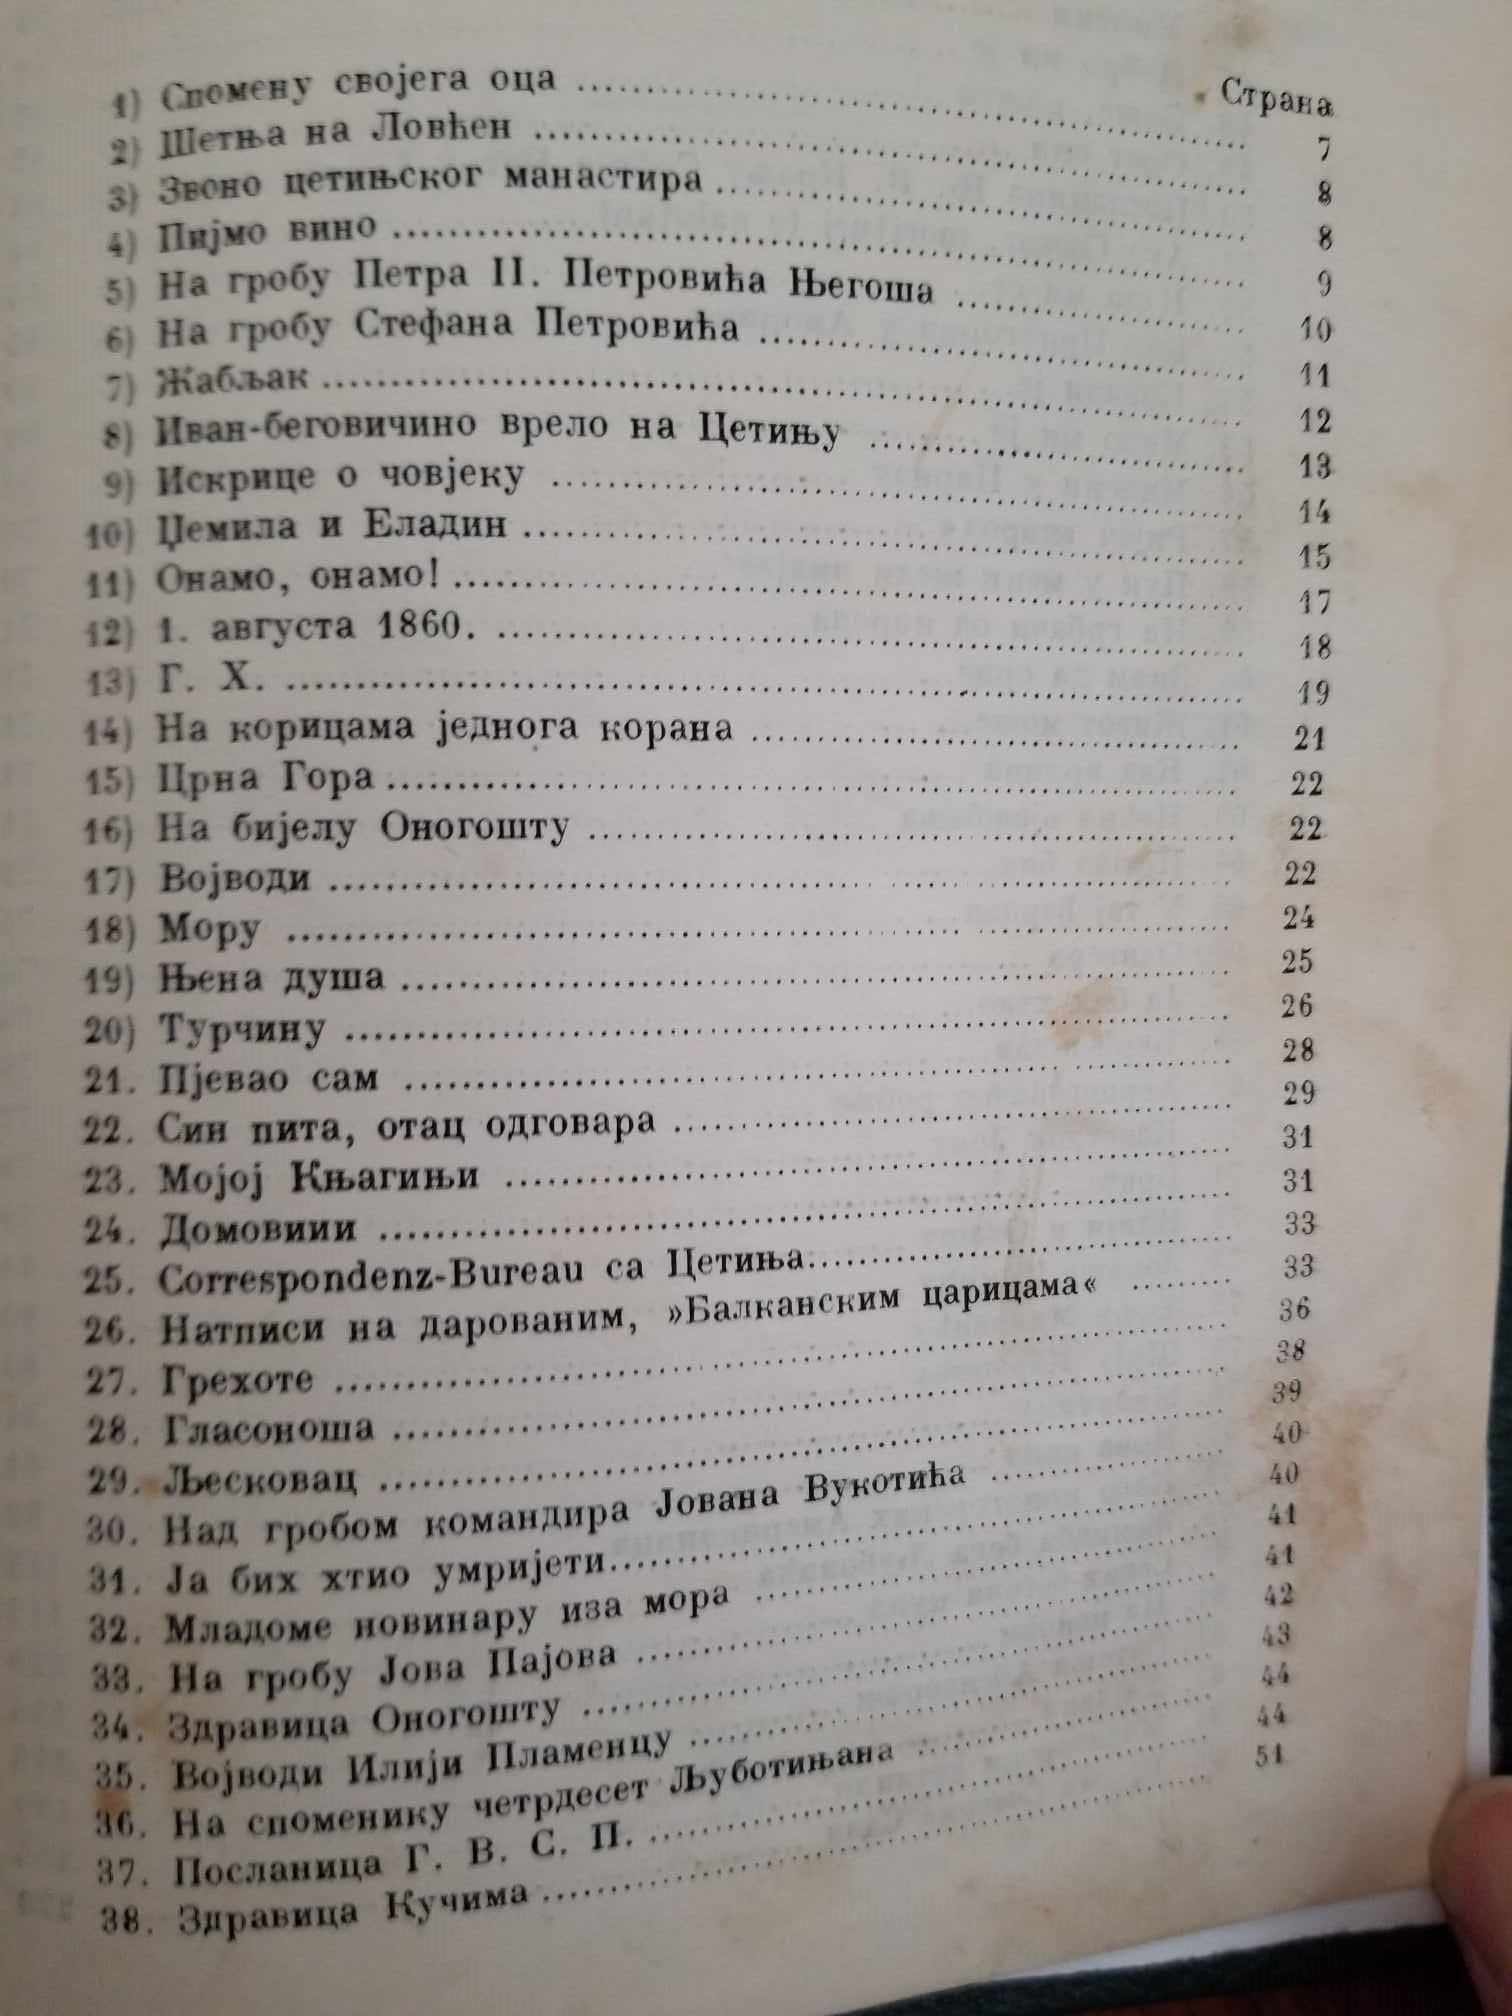 Страна
1) Спомену својега оца ........ 7
2) Шетња на Ловћен ........ 8
3) Звоно цетињског манастира ........ 8
4) Пијмо вино ........ 9
5) На гробу Петра II. Петровића Његоша ........ 10
6) На гробу Стефана Петровића ........ 11
7) Жабљак ........ 12
8) Иван-беговичино врело на Цетињу ........ 13
9) Искрице о човјеку ........ 14
10) Џемила и Еладин ........ 15
11) Онамо, онамо! ........ 17
12) 1. августа 1860. ........ 18
13) Г. Х. ........ 19
14) На корицама једнога корана ........ 21
15) Црна Гора ........ 22
16) На бијелу Оногошту ........ 22
17) Војводи ........ 22
18) Мору ........ 24
19) Њена душа ........ 25
20) Турчину ........ 26
21. Пјевао сам ........ 28
22. Син пита, отац одговара ........ 29
23. Мојој Књагињи ........ 31
24. Домовиии ........ 31
25. Correspondenz-Bureau са Цетиња ........ 33
26. Натписи на дарованим, »Балканским царицама« ........ 33
27. Грехоте ........ 36
28. Гласоноша ........ 38
29. Љесковац ........ 39
30. Над гробом командира Јована Вукотића ........ 40
31. Ја бих хтио умријети ........ 40
32. Младоме новинару иза мора ........ 41
33. На гробу Јова Пајова ........ 41
34. Здравица Оногошту ........ 42
35. Војводи Илији Пламенцу ........ 43
36. На споменику четрдесет Љуботињана ........ 44
37. Посланица Г. В. С. П. ........ 44
38. Здравица Кучима ........ 51